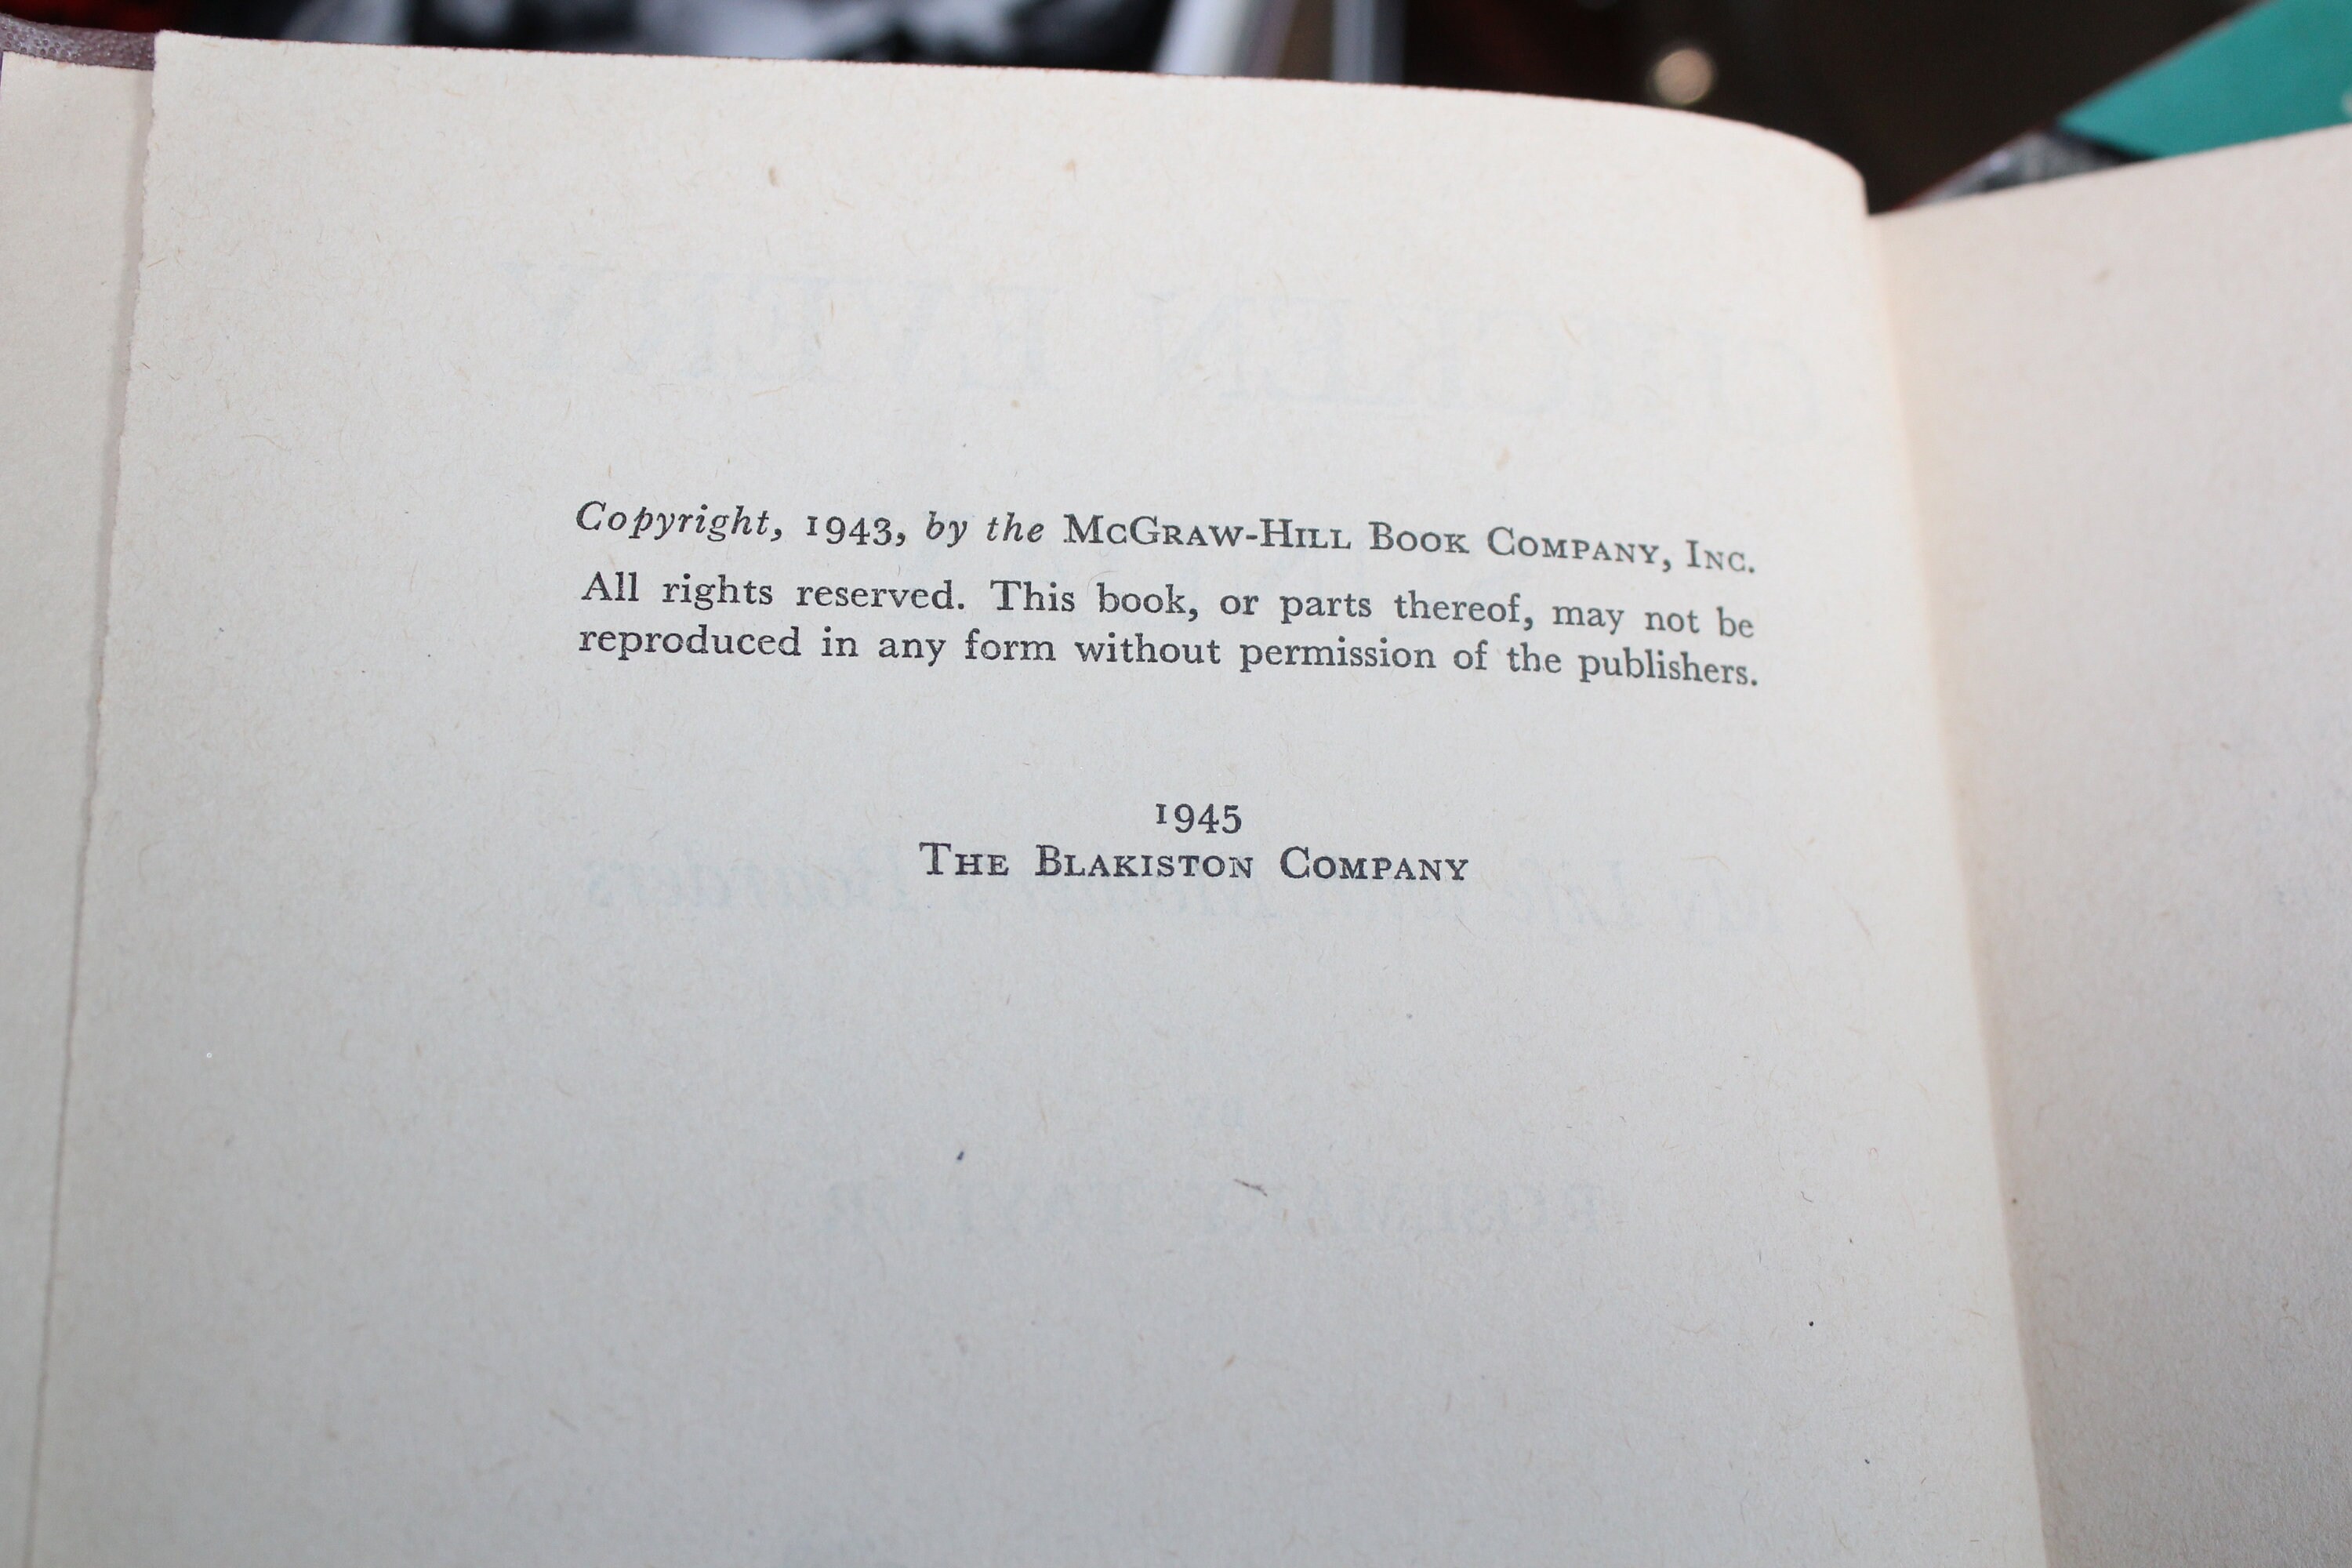 Copyright, 1943, by the McGraw-Hill Book Company, Inc.
All rights reserved. This book, or parts thereof, may not be
reproduced in any form without permission of the publishers.
1945
The Blakiston Company